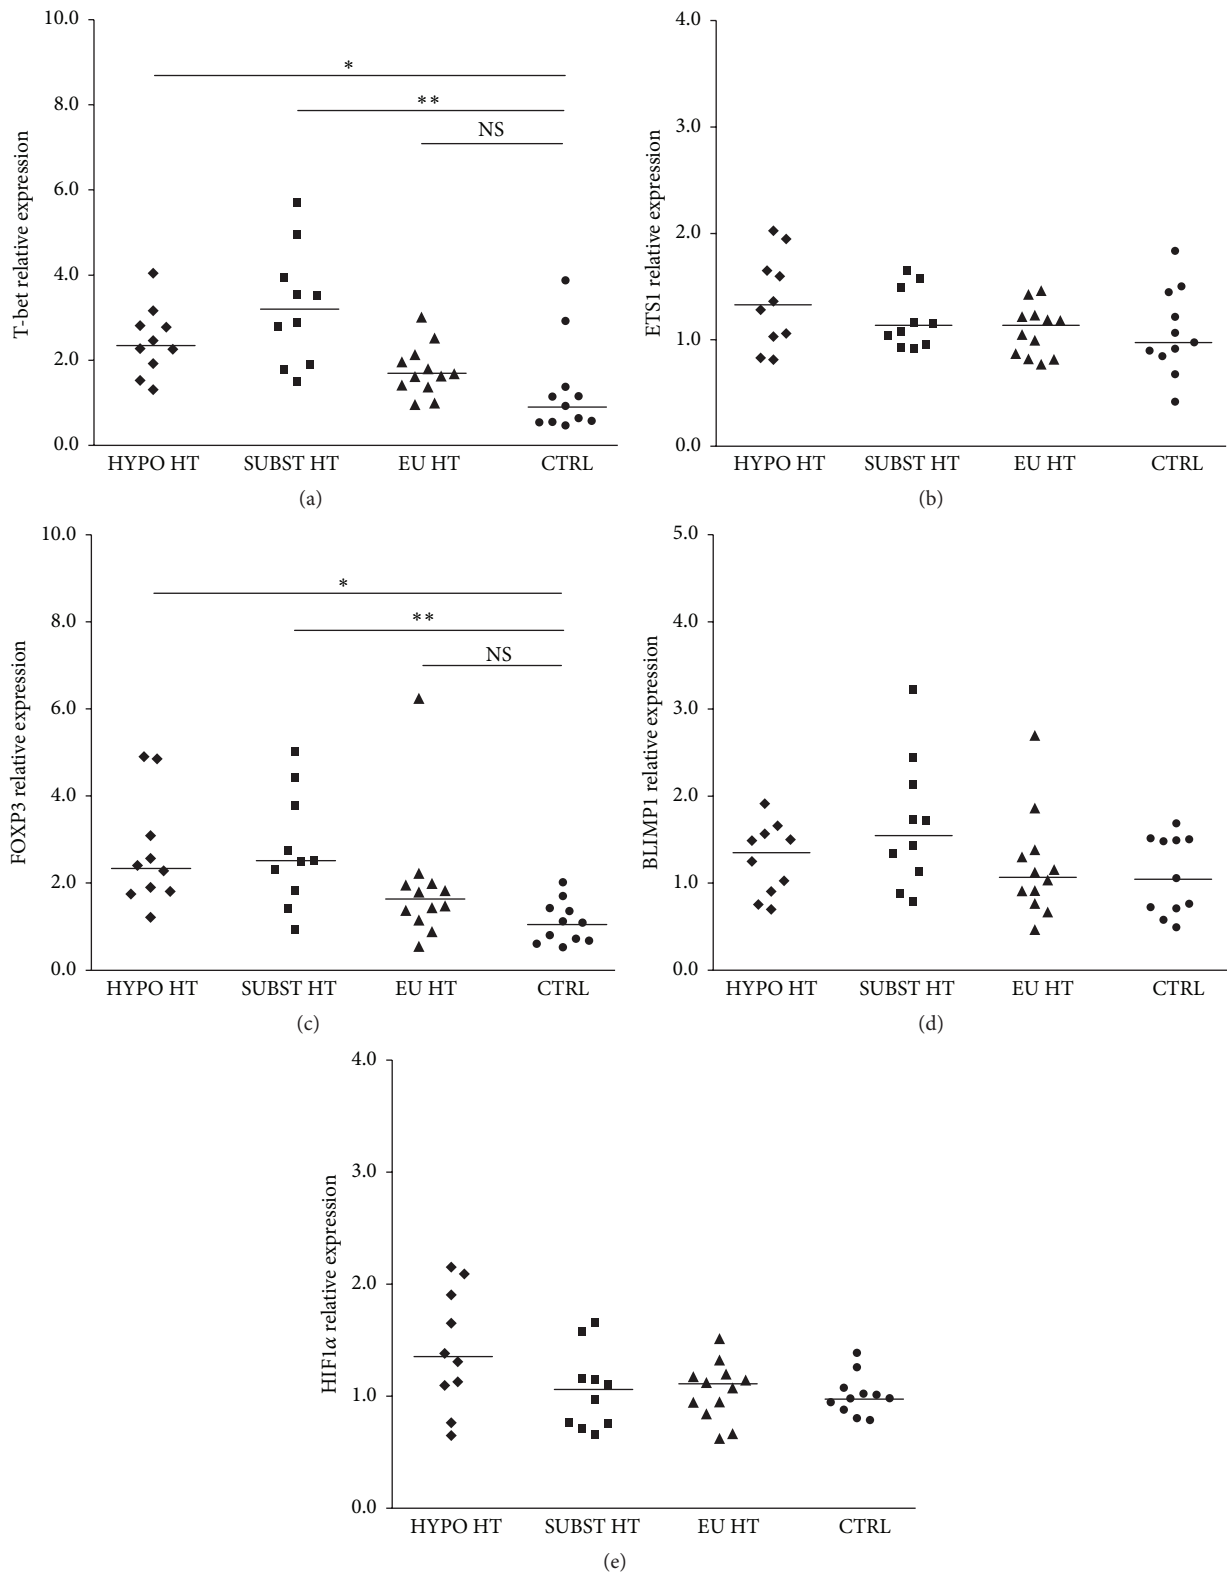 T-bet relative expression
10.0
8.0
6.0
4.0
2.0
0.0
*
**
NS
HYPO HT SUBST HT EU HT CTRL
(a)
ETS1 relative expression
4.0
3.0
2.0
1.0
0.0
HYPO HT SUBST HT EU HT CTRL
(b)
FOXP3 relative expression
10.0
8.0
6.0
4.0
2.0
0.0
*
**
NS
HYPO HT SUBST HT EU HT CTRL
(c)
BLIMP1 relative expression
5.0
4.0
3.0
2.0
1.0
0.0
HYPO HT SUBST HT EU HT CTRL
(d)
HIF1α relative expression
4.0
3.0
2.0
1.0
0.0
HYPO HT SUBST HT EU HT CTRL
(e)